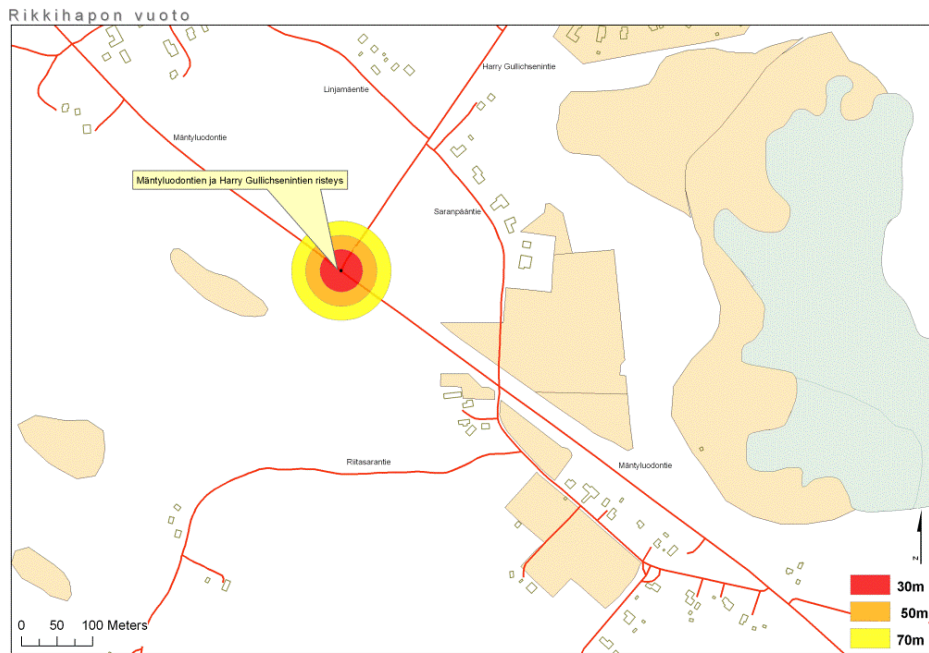 Rikkihapon vuoto
Harry Gullichsenintie
Linjamäentie
Mäntyluodontie
Mäntyluodontien ja Harry Gullichsenintien risteys
Saranpääntie
Riitasarantie
Mäntyluodontie
N
30m
50m
70m
0 50 100 Meters